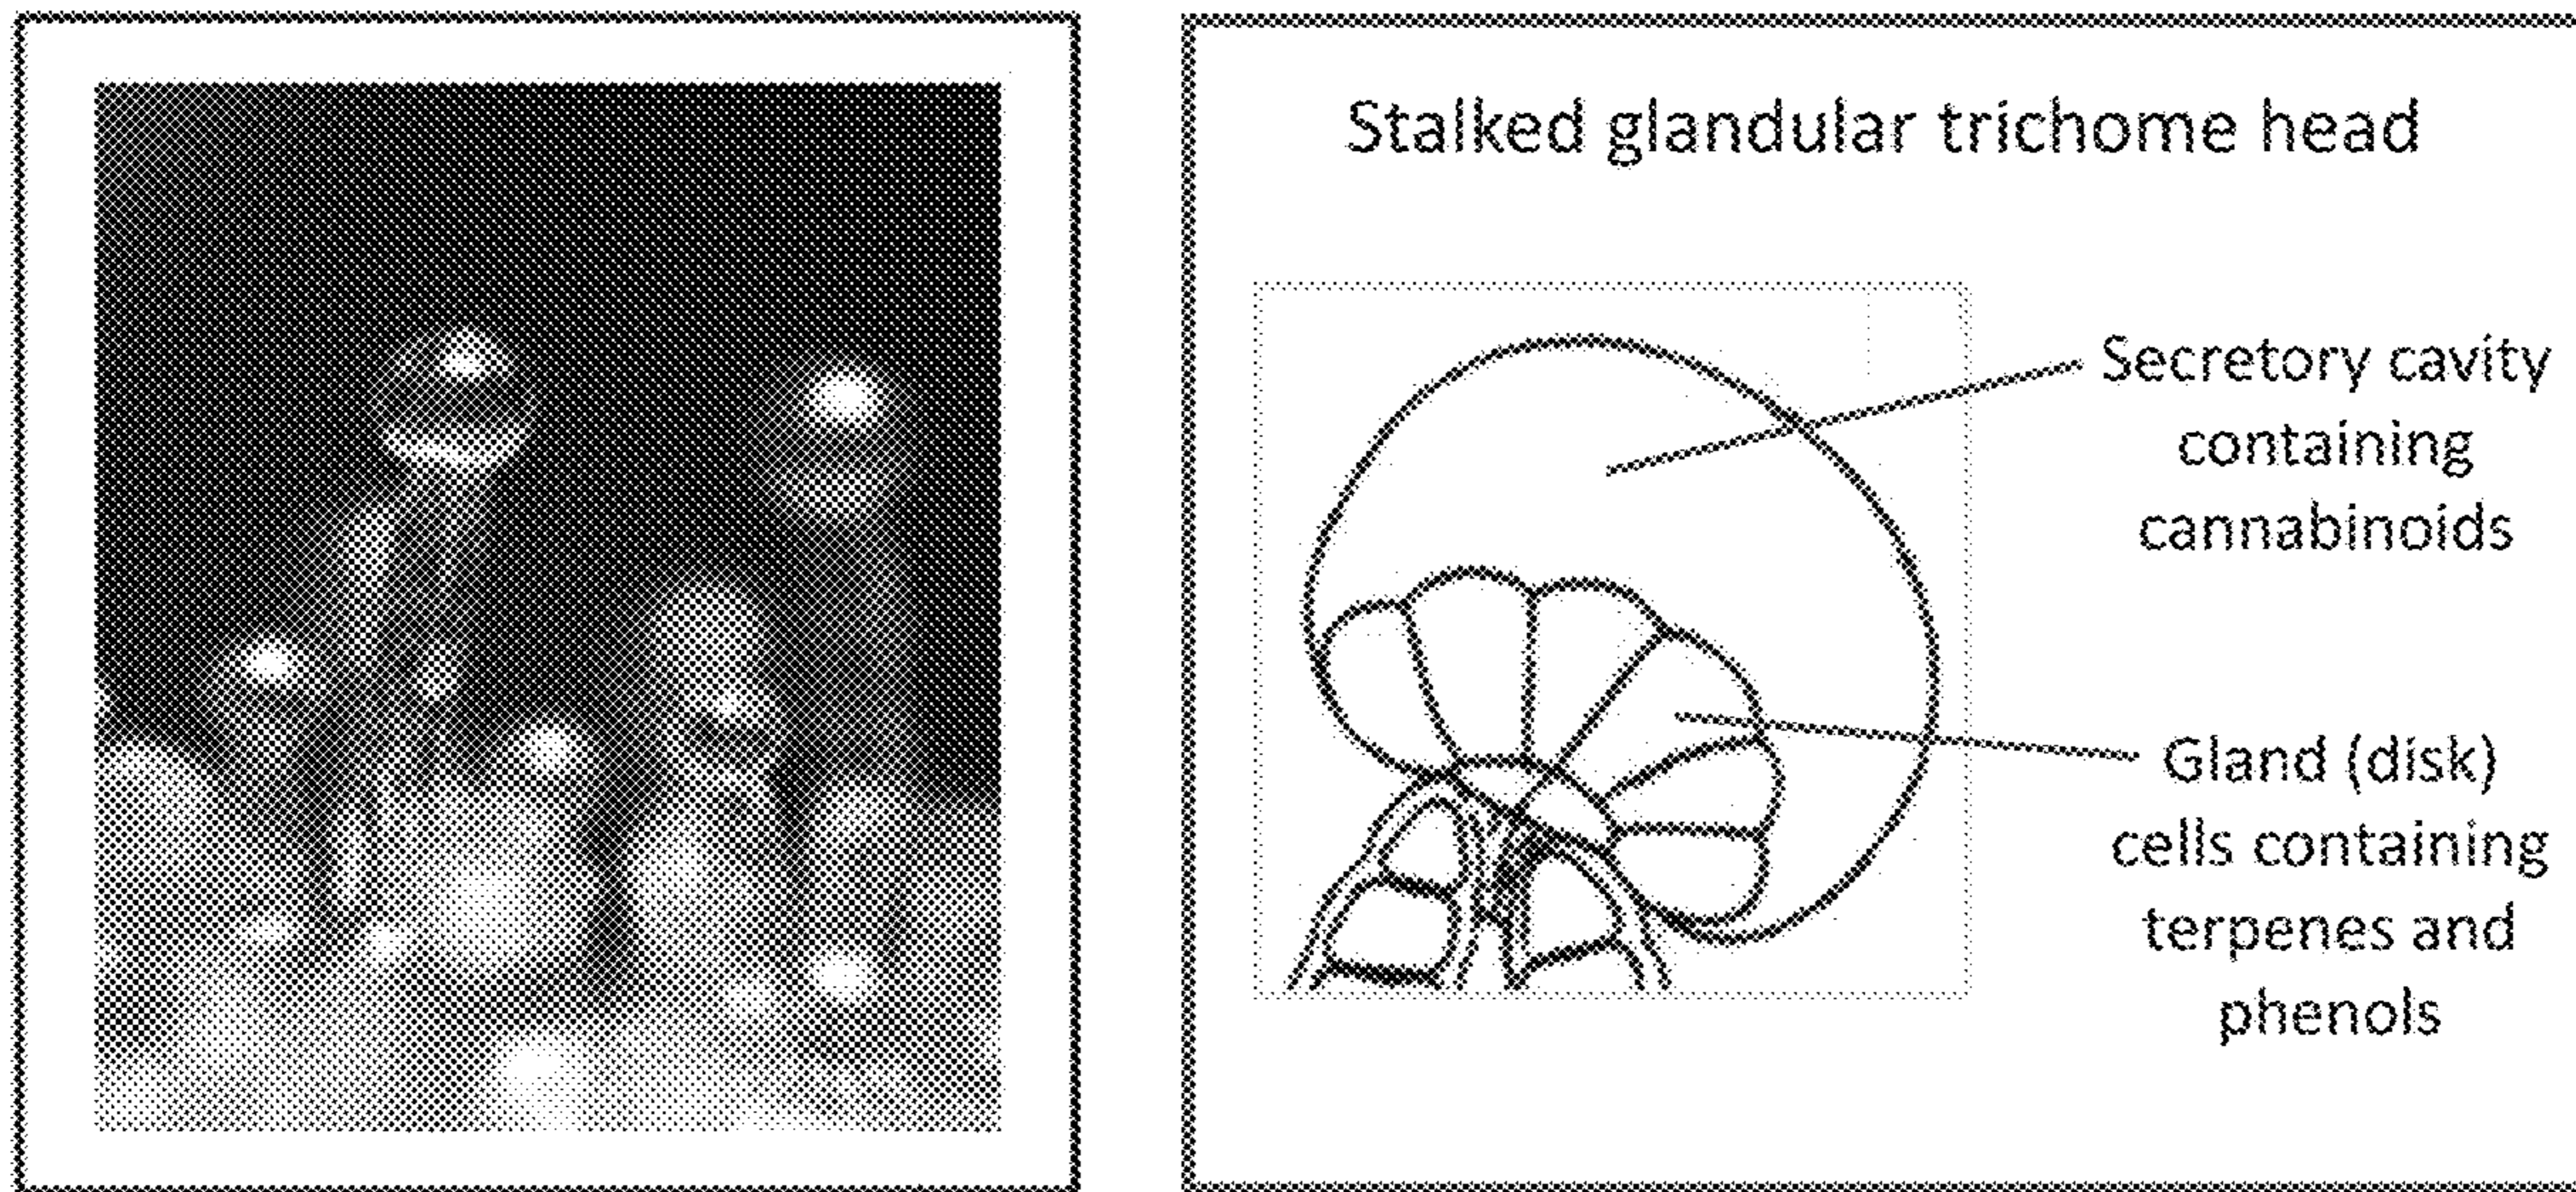 Stalked glandular trichome head
Secretory cavity
containing
cannabinoids
Gland (disk)
cells containing
terpenes and
phenols